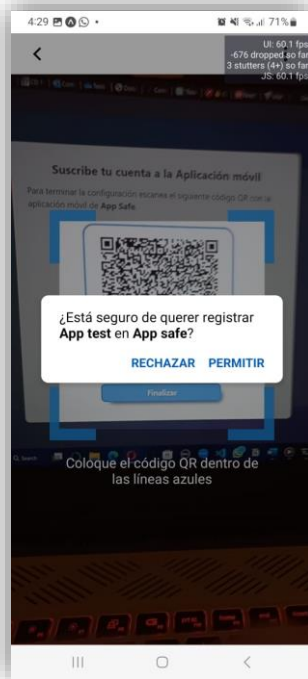 4:29
71%
UI: 60.1 fps
-676 dropped so far
3 stutters (4+) so far
JS: 60.1 fps
Suscribe tu cuenta a la Aplicación móvil
Para terminar la configuración escanea el siguiente código QR con la
aplicación móvil de App Safe.
¿Está seguro de querer registrar
App test en App safe?
RECHAZAR PERMITIR
Finalizar
Coloque el código QR dentro de
las líneas azules